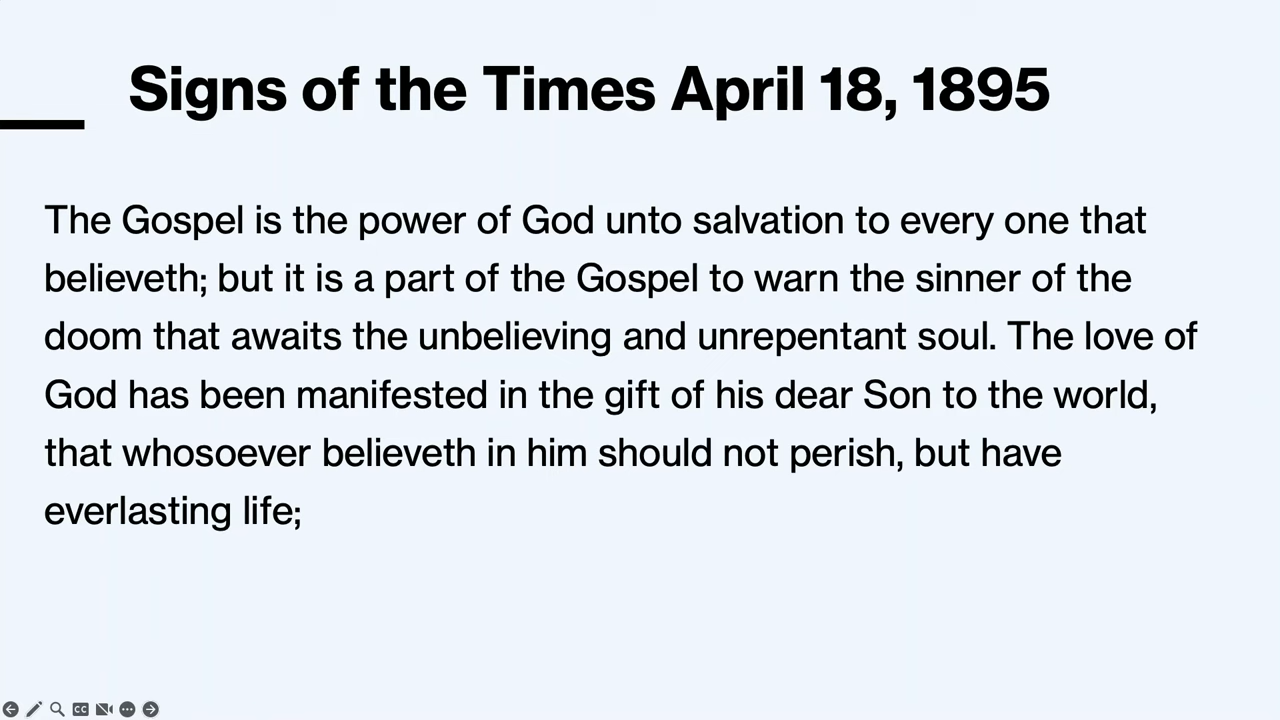 Signs of the Times April 18, 1895
The Gospel is the power of God unto salvation to every one that
believeth; but it is a part of the Gospel to warn the sinner of the
doom that awaits the unbelieving and unrepentant soul. The love of
God has been manifested in the gift of his dear Son to the world,
that whosoever believeth in him should not perish, but have
everlasting life;
CC